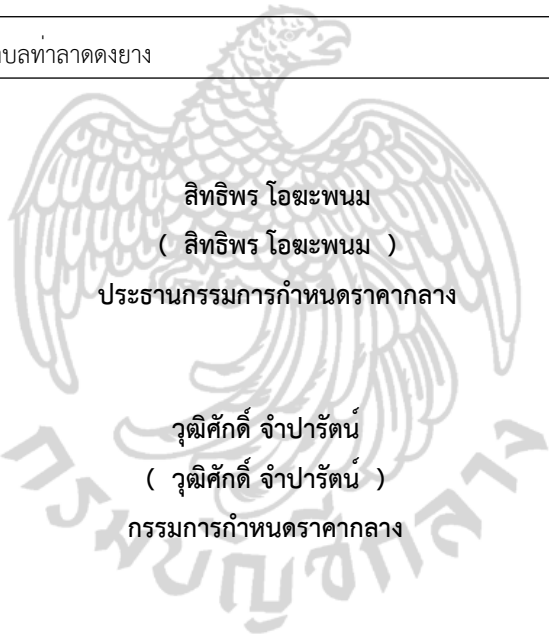 บลท่าลาดดงยาง
สิทธิพร โอฆะพนม
( สิทธิพร โอฆะพนม )
ประธานกรรมการกำหนดราคากลาง
วุฒิศักดิ์ จำปารัตน์
( วุฒิศักดิ์ จำปารัตน์ )
กรรมการกำหนดราคากลาง
กรมบัญชีกลาง